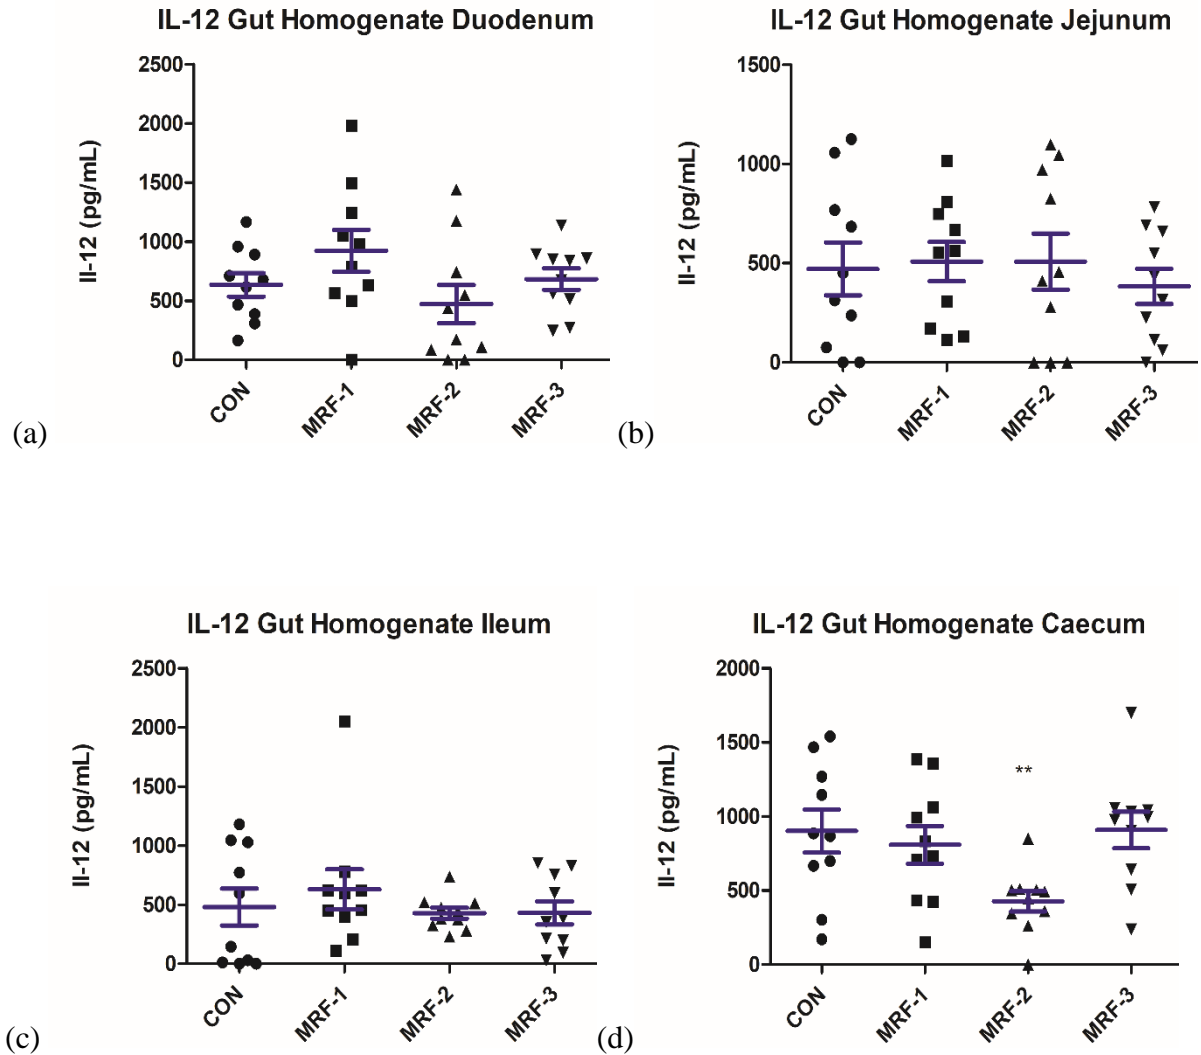 IL-12 Gut Homogenate Duodenum
2500
2000
1500
1000
500
0
Il-12 (pg/mL)
CON
MRF-1
MRF-2
MRF-3
(a)
IL-12 Gut Homogenate Jejunum
1500
1000
500
0
Il-12 (pg/mL)
CON
MRF-1
MRF-2
MRF-3
(b)
IL-12 Gut Homogenate Ileum
2500
2000
1500
1000
500
0
Il-12 (pg/mL)
CON
MRF-1
MRF-2
MRF-3
(c)
IL-12 Gut Homogenate Caecum
2000
1500
1000
500
0
Il-12 (pg/mL)
**
CON
MRF-1
MRF-2
MRF-3
(d)